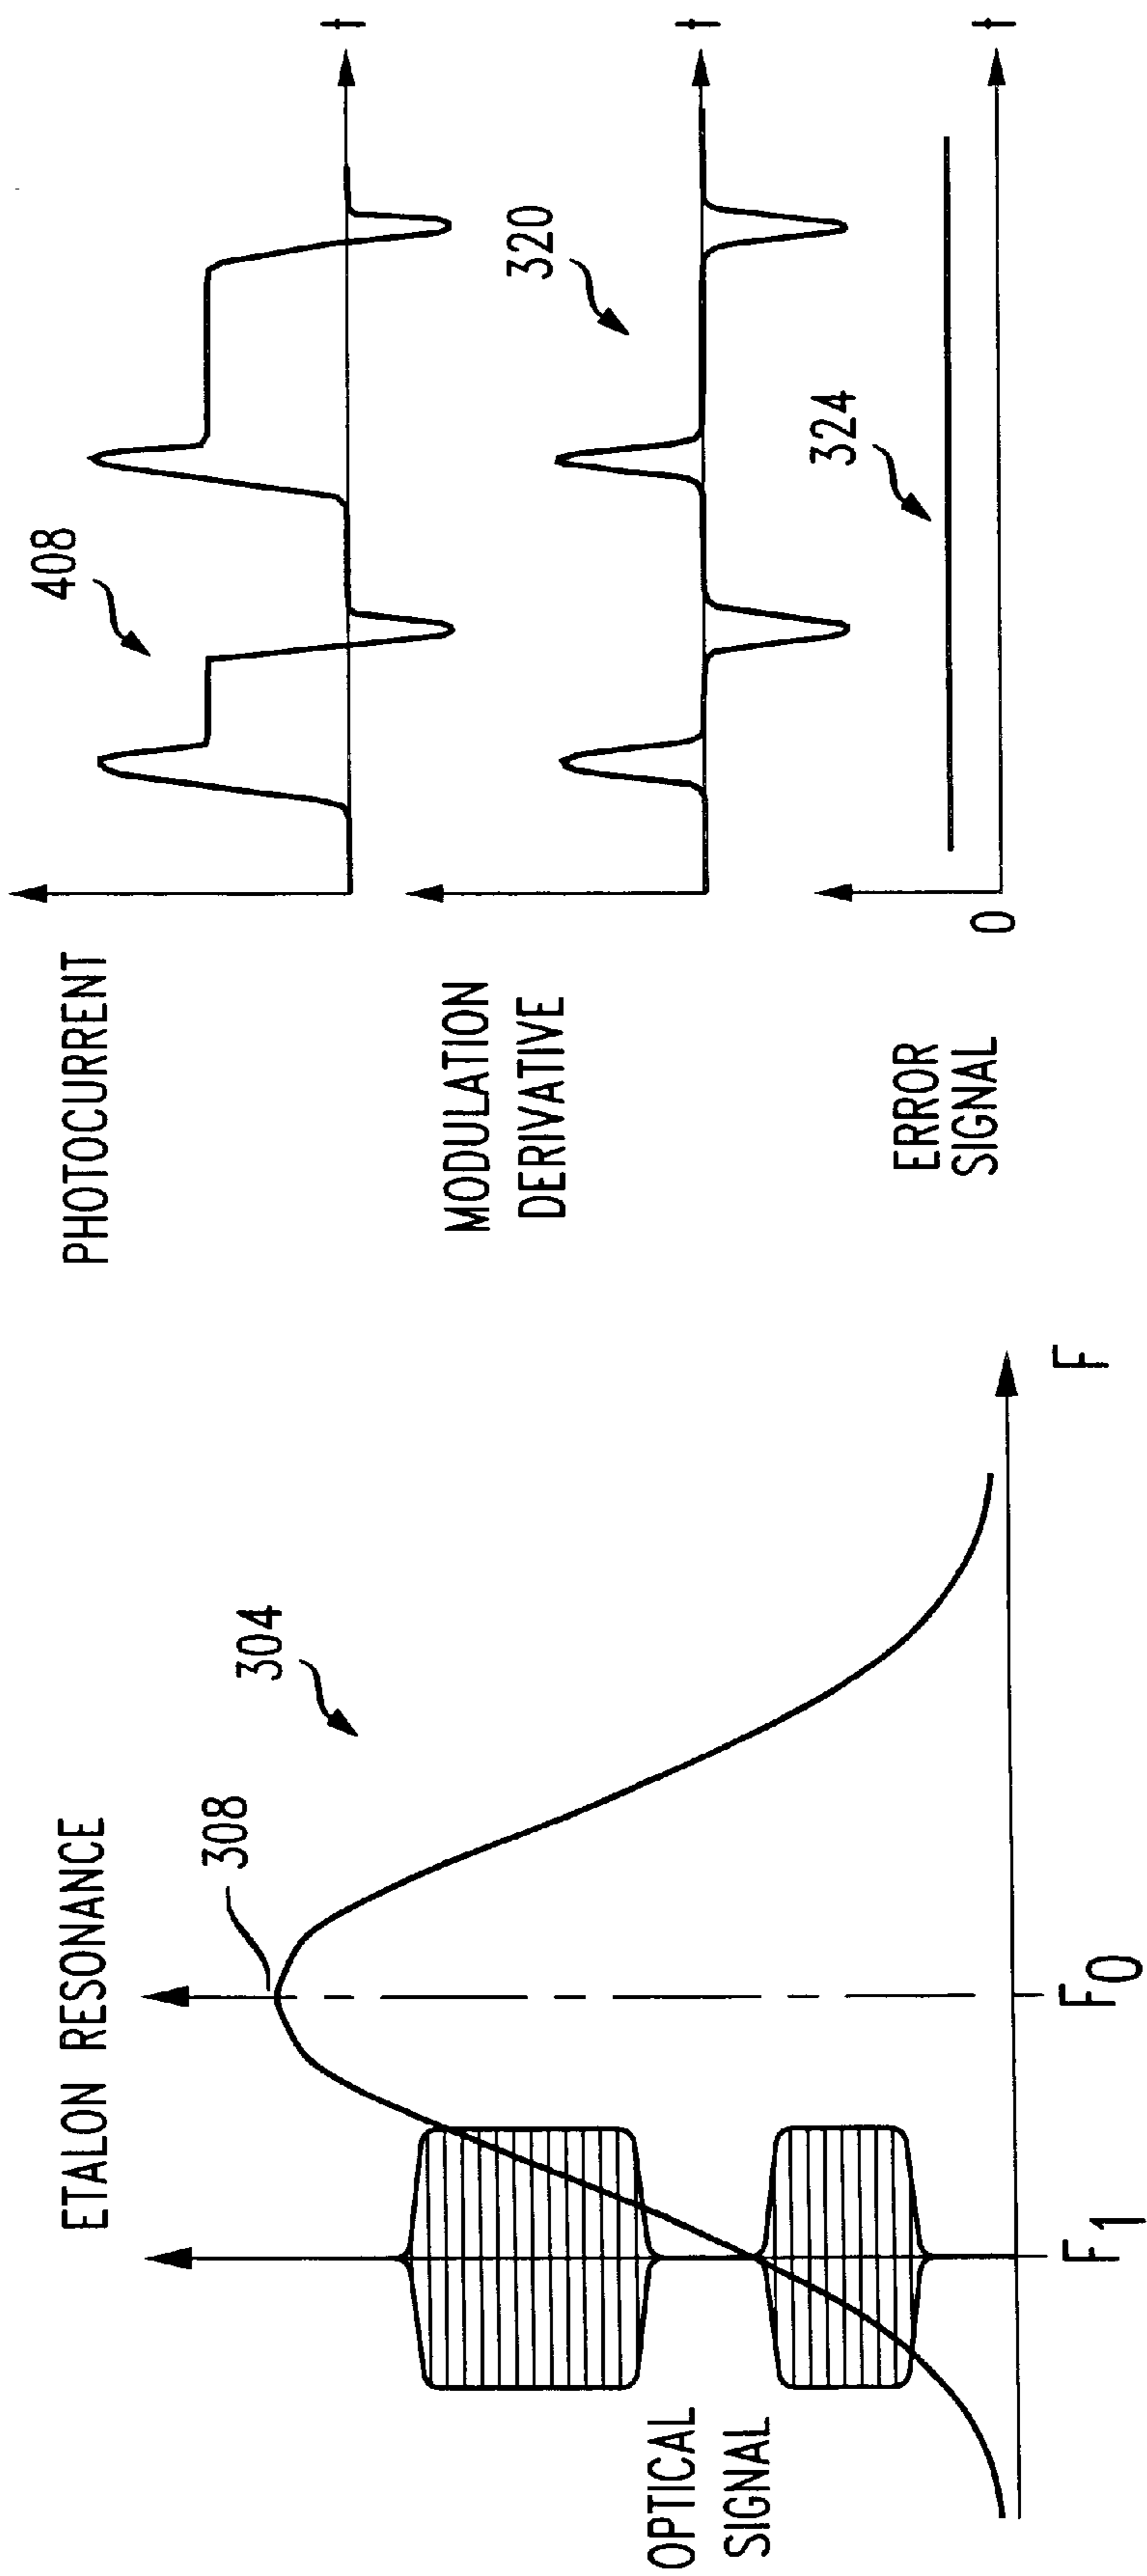 ETALON RESONANCE
308
304
OPTICAL
SIGNAL
F1
F0
F
PHOTOCURRENT
408
t
MODULATION
DERIVATIVE
320
t
ERROR
SIGNAL
324
0
t